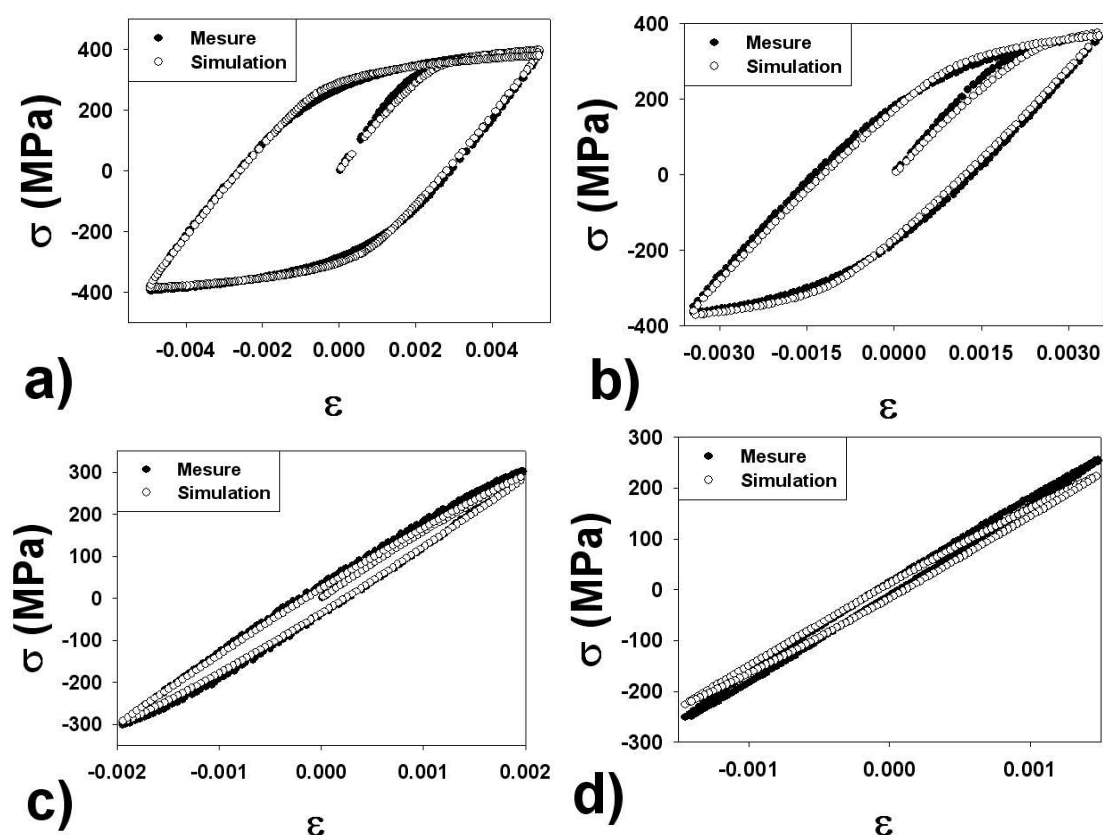 Mesure
Simulation
400
200
0
-200
-400
σ (MPa)
-0.004 -0.002 0.000 0.002 0.004
a)
ε
Mesure
Simulation
400
200
0
-200
-400
σ (MPa)
-0.0030 -0.0015 0.0000 0.0015 0.0030
b)
ε
Mesure
Simulation
300
200
100
0
-100
-200
-300
σ (MPa)
-0.002 -0.001 0.000 0.001 0.002
c)
ε
Mesure
Simulation
300
200
100
0
-100
-200
-300
σ (MPa)
-0.001 0.000 0.001
d)
ε